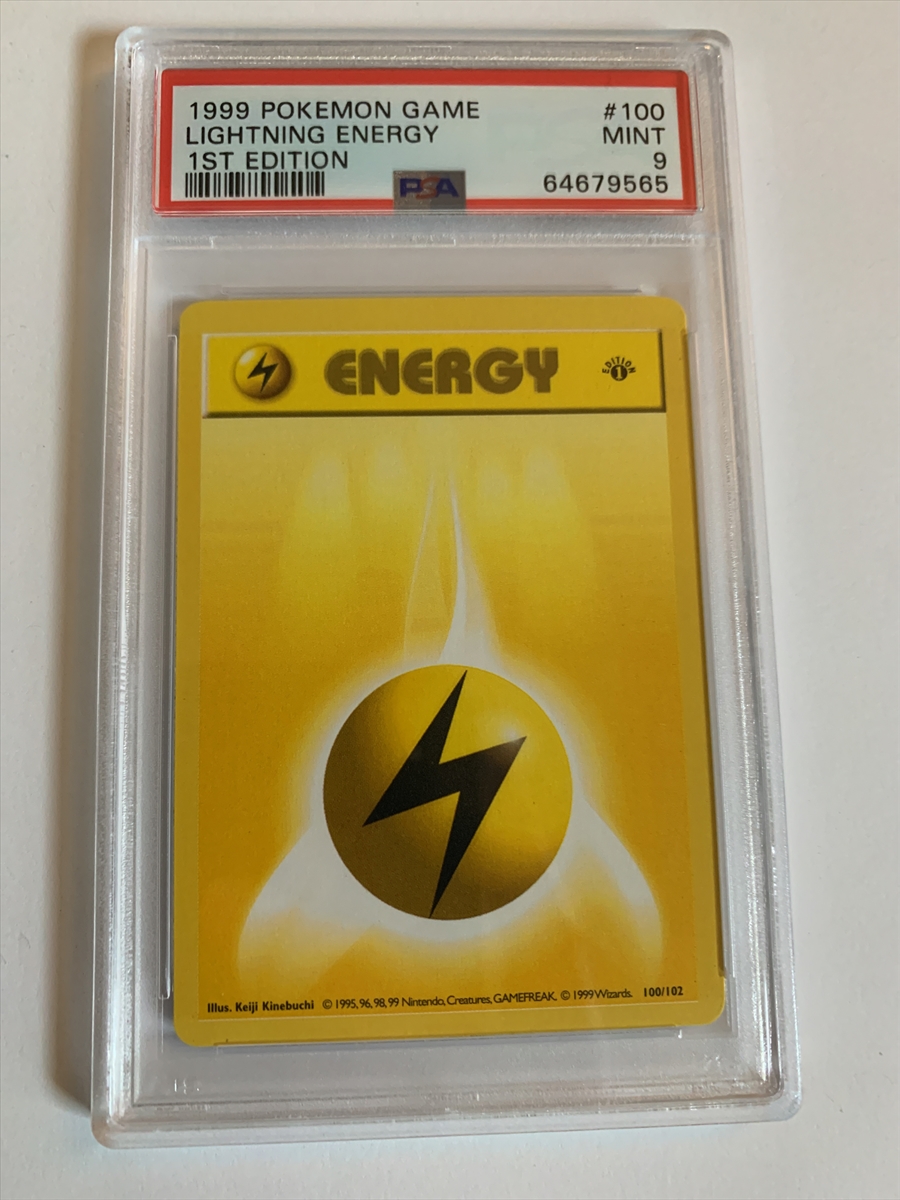 1999 POKEMON GAME #100
LIGHTNING ENERGY MINT
1ST EDITION 9
PSA 64679565
ENERGY EDITION 1
Illus. Keiji Kinebuchi © 1995, 96, 98, 99 Nintendo, Creatures, GAMEFREAK. © 1999 Wizards. 100/102